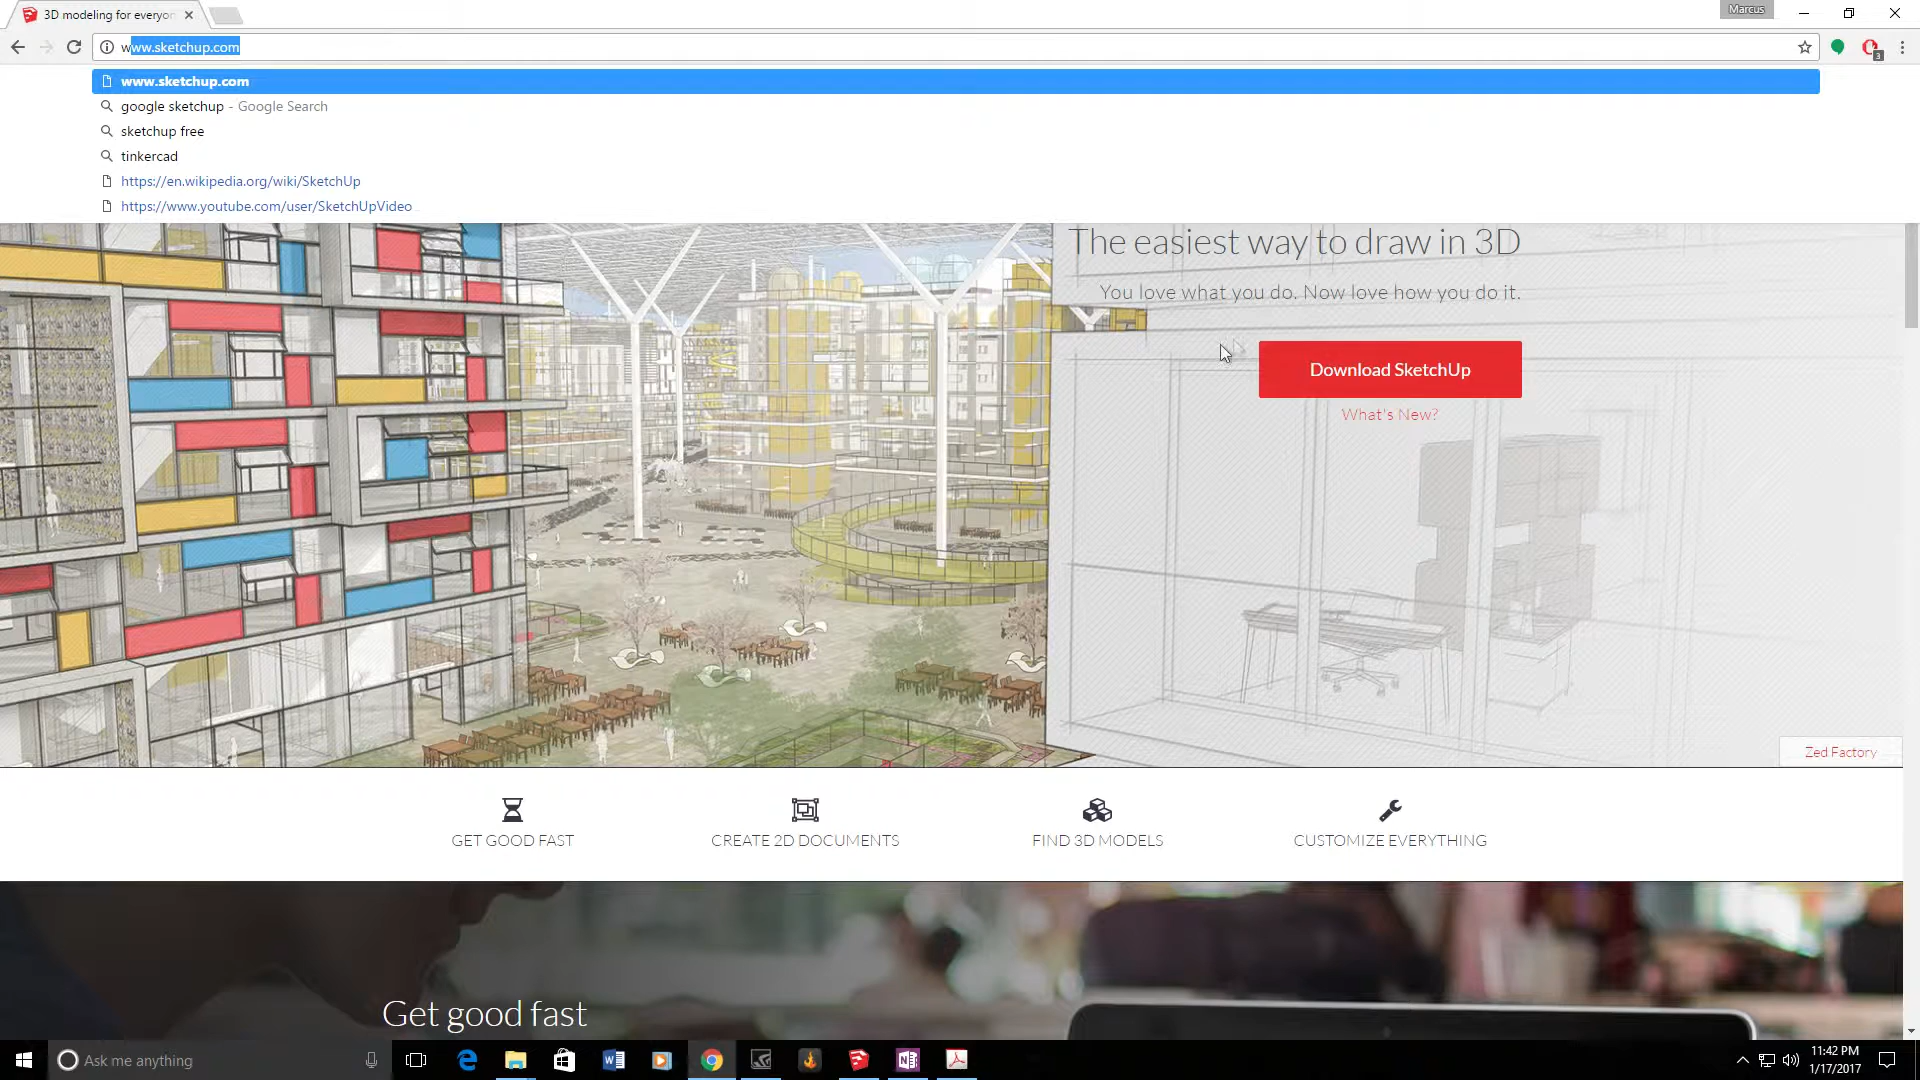 3D modeling for everyon
Marcus
www.sketchup.com
3
www.sketchup.com
google sketchup - Google Search
sketchup free
tinkercad
https://en.wikipedia.org/wiki/SketchUp
https://www.youtube.com/user/SketchUpVideo
The easiest way to draw in 3D
You love what you do. Now love how you do it.
Download SketchUp
What's New?
Zed Factory
GET GOOD FAST
CREATE 2D DOCUMENTS
FIND 3D MODELS
CUSTOMIZE EVERYTHING
Get good fast
Ask me anything
11:42 PM
1/17/2017